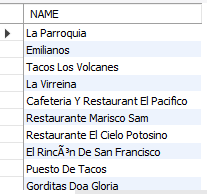 NAME
La Parroquia
Emilianos
Tacos Los Volcanes
La Virreina
Cafeteria Y Restaurant El Pacifico
Restaurante Marisco Sam
Restaurante El Cielo Potosino
El RincÃ³n De San Francisco
Puesto De Tacos
Gorditas Doa Gloria